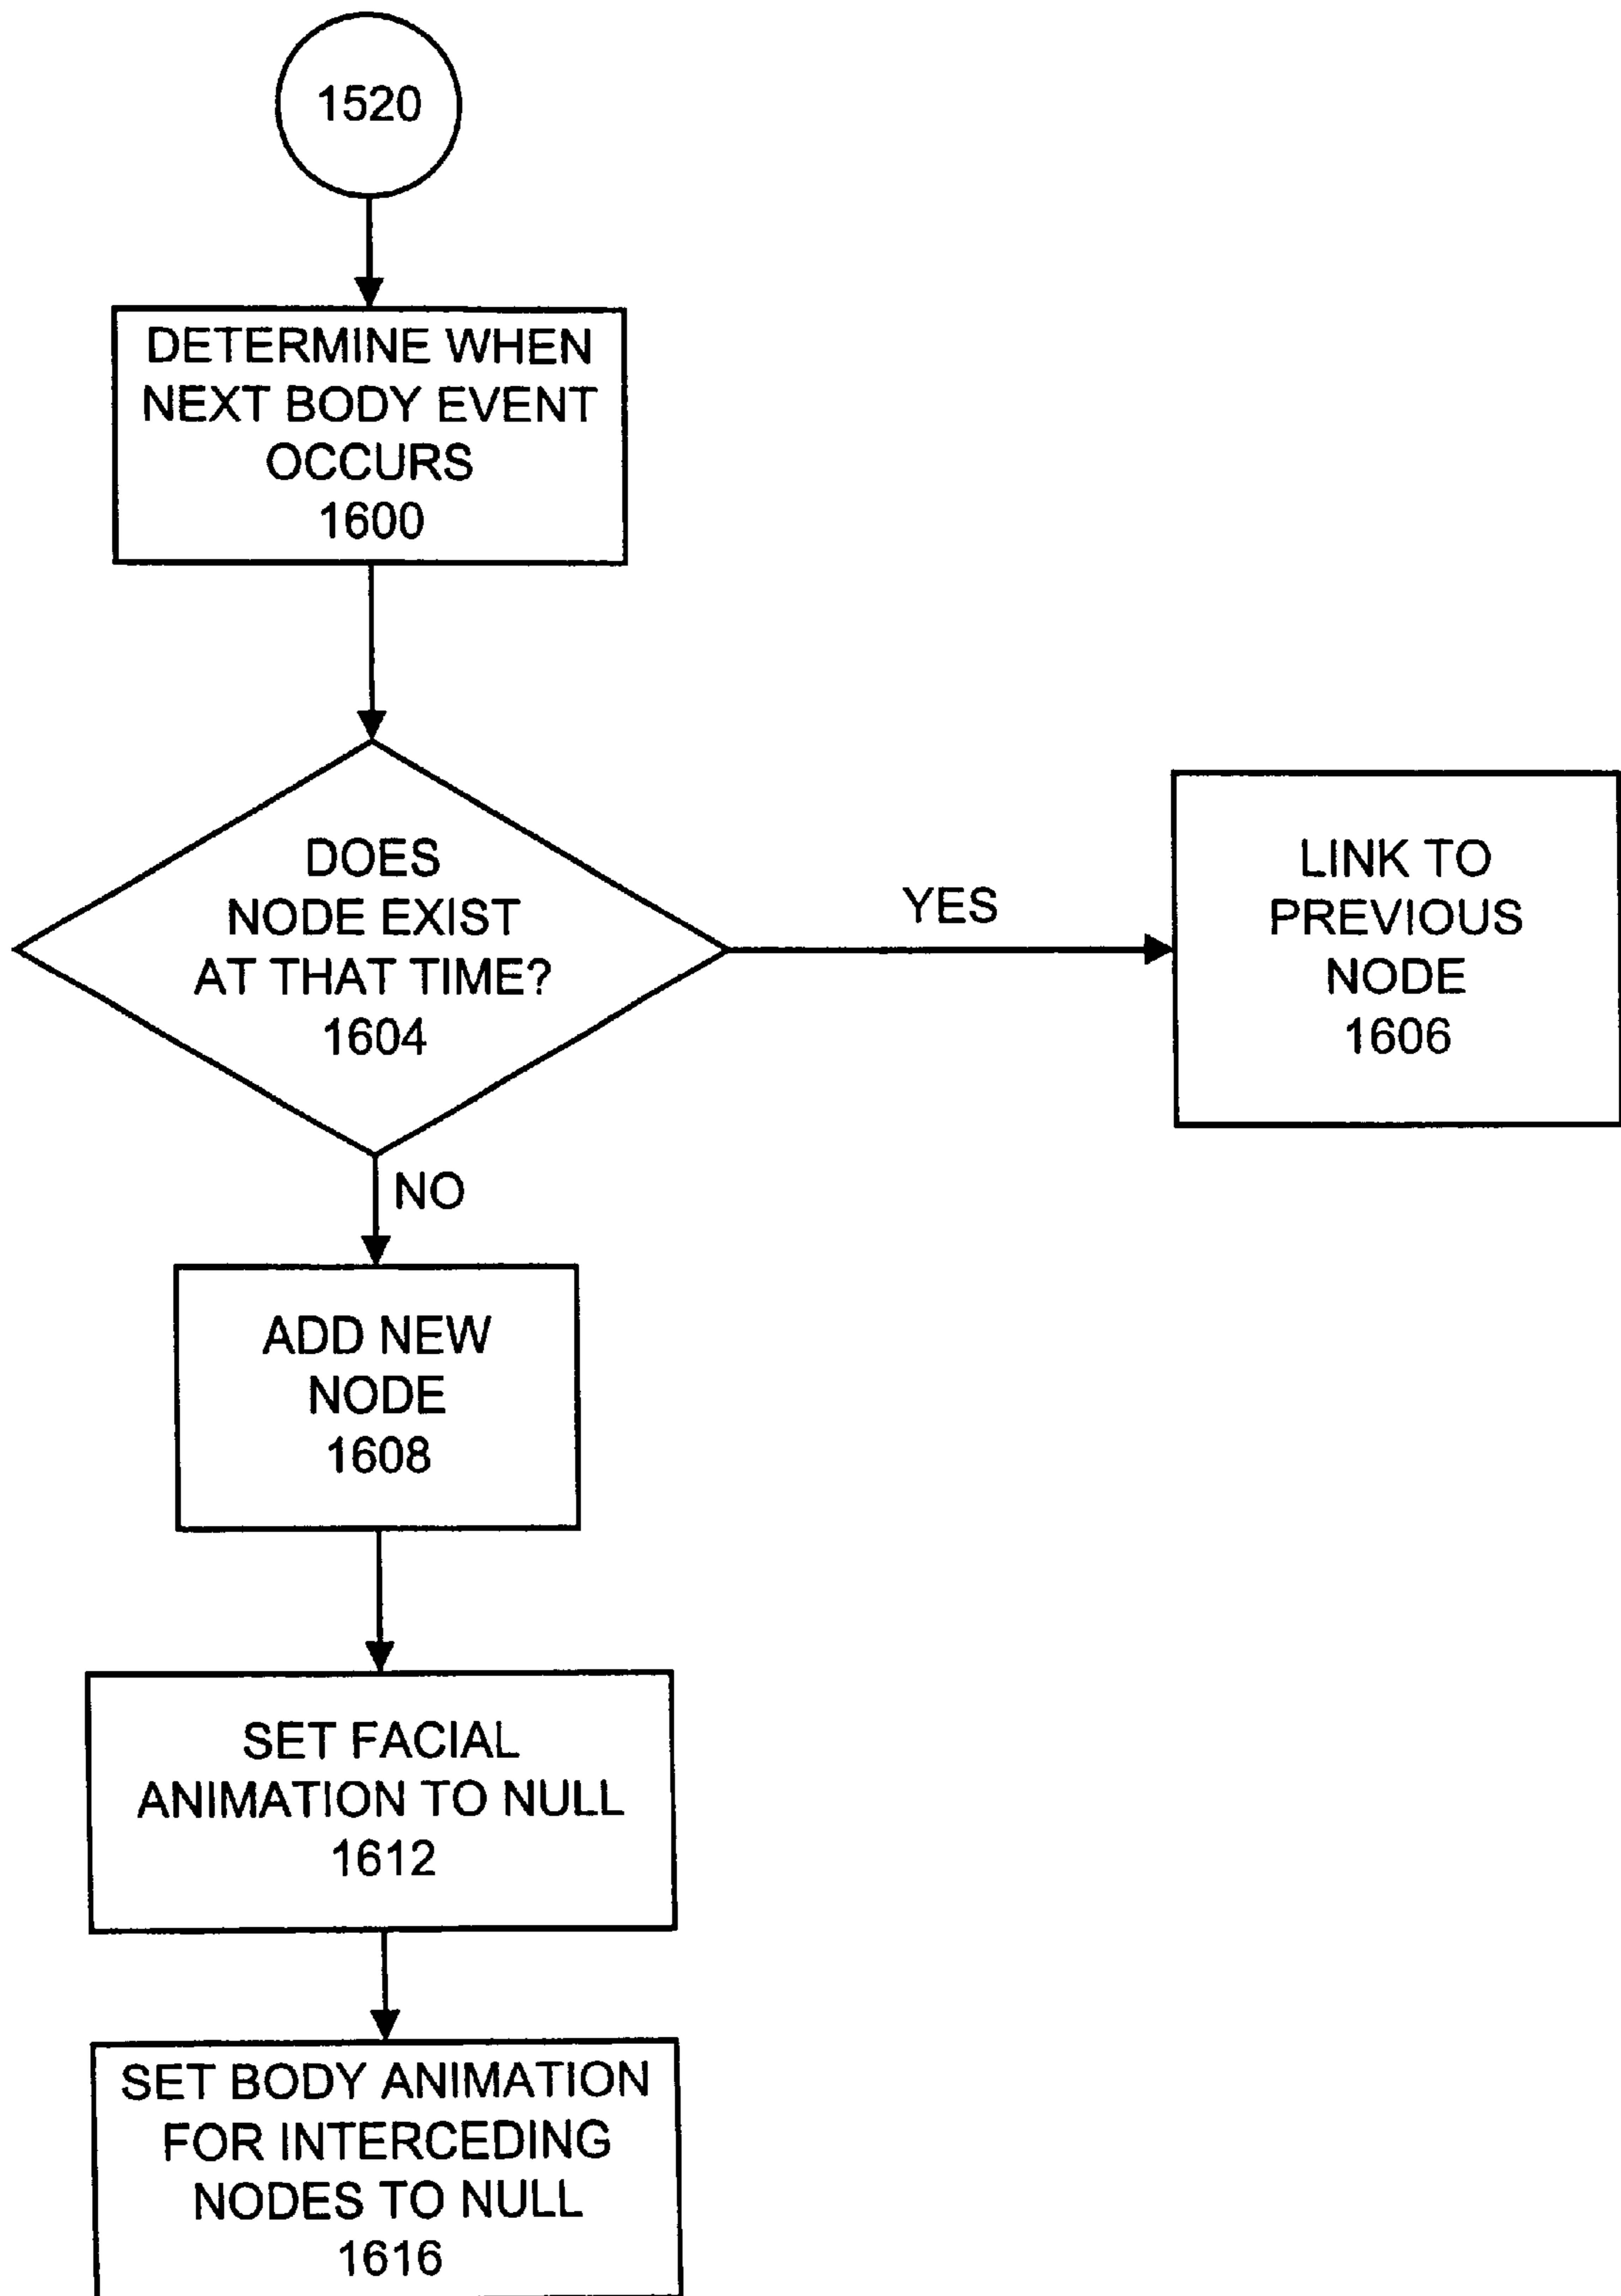 1520
DETERMINE WHEN
NEXT BODY EVENT
OCCURS
1600
DOES
NODE EXIST
AT THAT TIME?
1604
YES
LINK TO
PREVIOUS
NODE
1606
NO
ADD NEW
NODE
1608
SET FACIAL
ANIMATION TO NULL
1612
SET BODY ANIMATION
FOR INTERCEDING
NODES TO NULL
1616